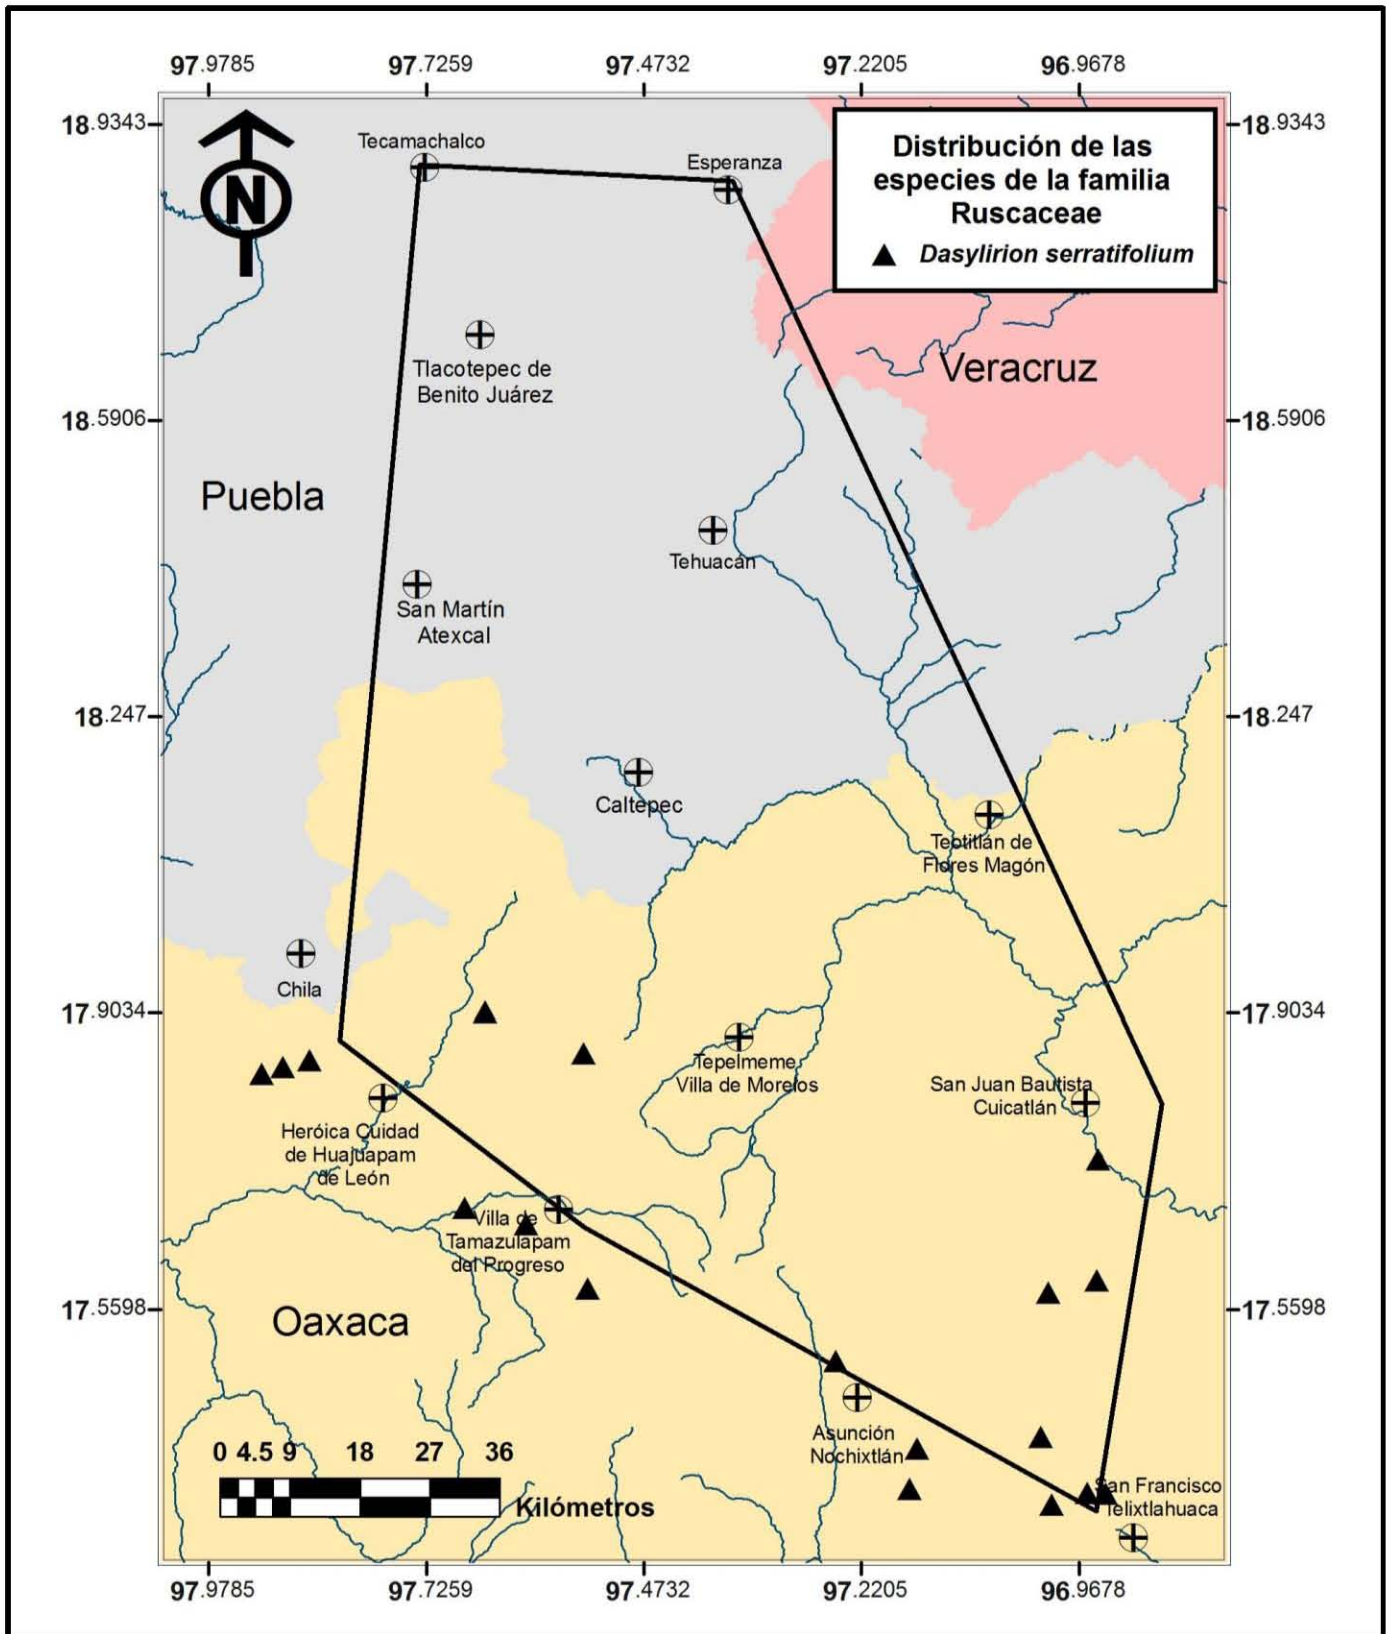 97.9785 97.7259 97.4732 97.2205 96.9678
18.9343 18.9343
N
Distribución de las
especies de la familia
Ruscaceae
Dasylirion serratifolium
Tecamachalco
Esperanza
Tlacotepec de
Benito Juárez
Veracruz
18.5906 18.5906
Puebla
Tehuacán
San Martín
Atexcal
18.247 18.247
Caltepec
Teotitlán de
Flores Magón
Chila
17.9034 17.9034
Tepelmeme
Villa de Morelos
San Juan Bautista
Cuicatlán
Heróica Cuidad
de Huajuapam
de León
Villa de
Tamazulapam
del Progreso
17.5598 17.5598
Oaxaca
Asunción
Nochixtlán
0 4.5 9 18 27 36
Kilómetros
San Francisco
Telixtlahuaca
97.9785 97.7259 97.4732 97.2205 96.9678